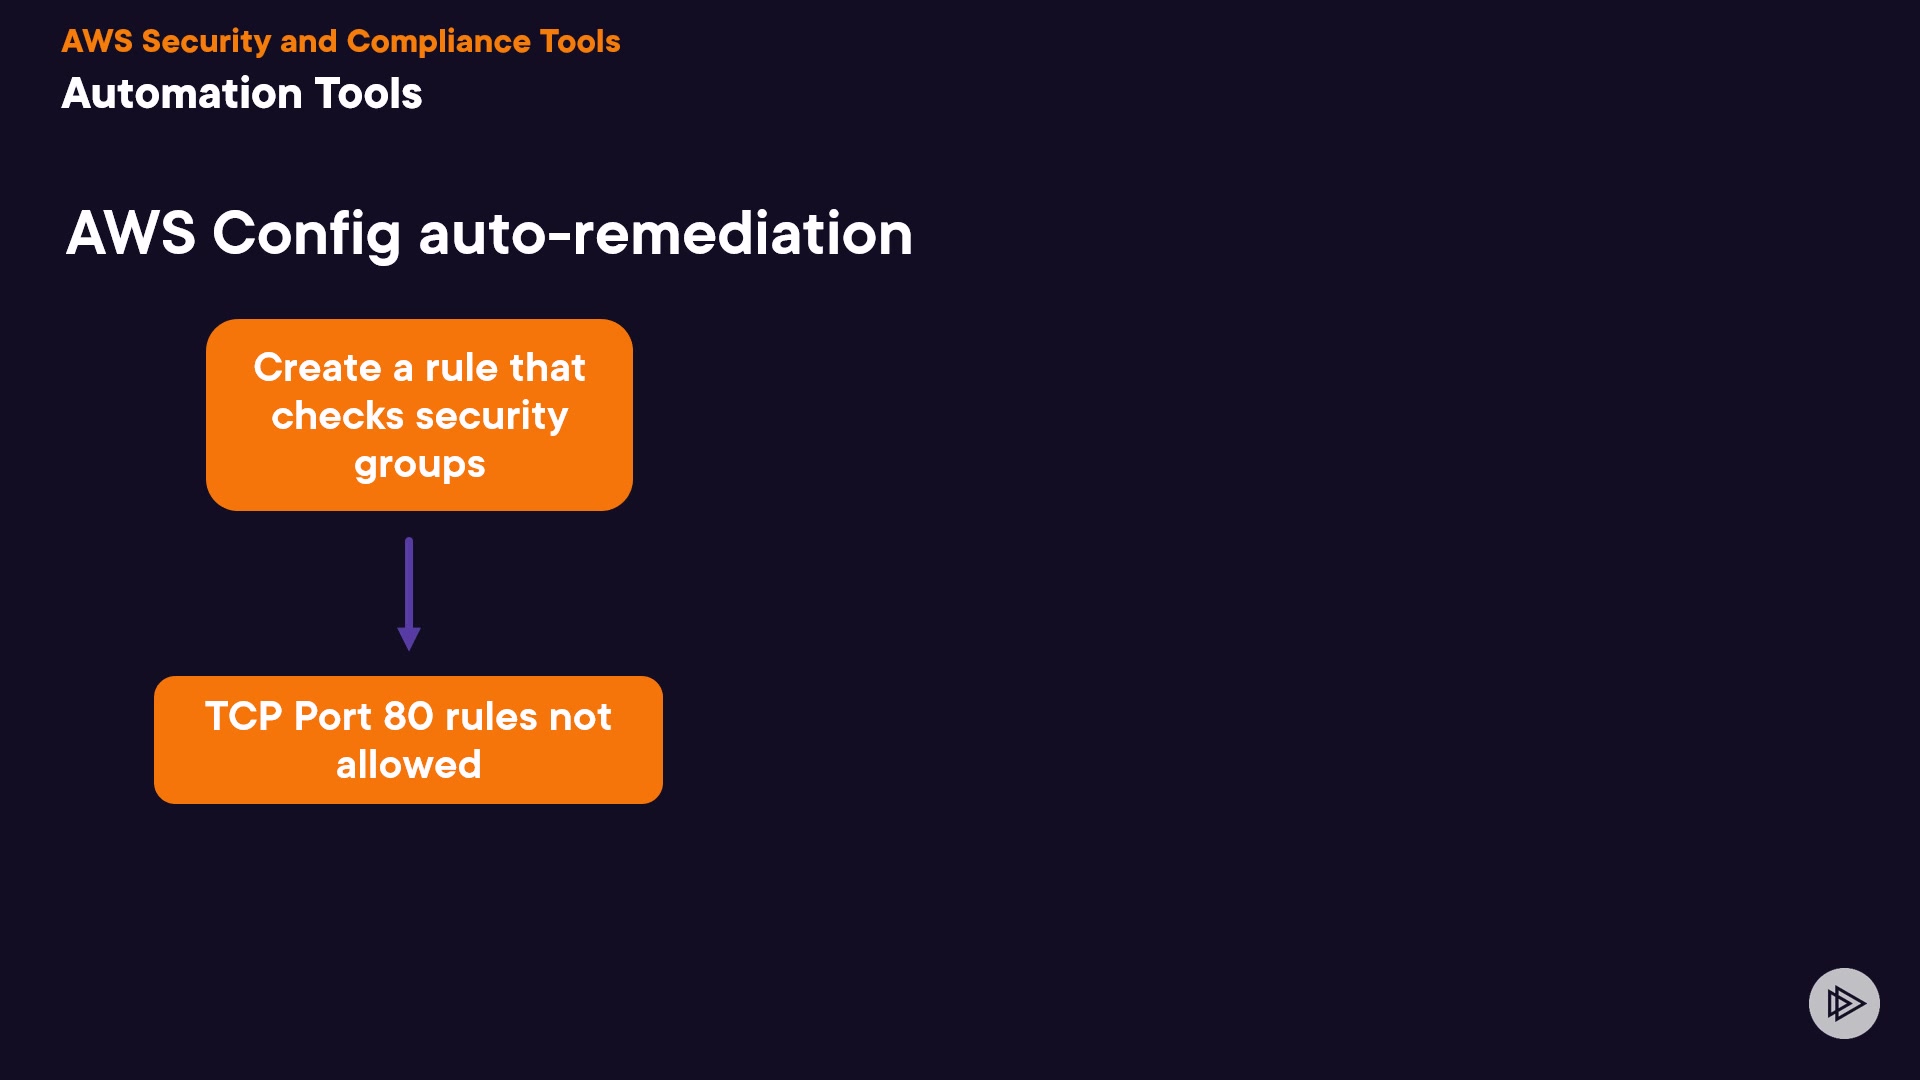 AWS Security and Compliance Tools
Automation Tools
AWS Config auto-remediation
Create a rule that
checks security
groups
TCP Port 80 rules not
allowed